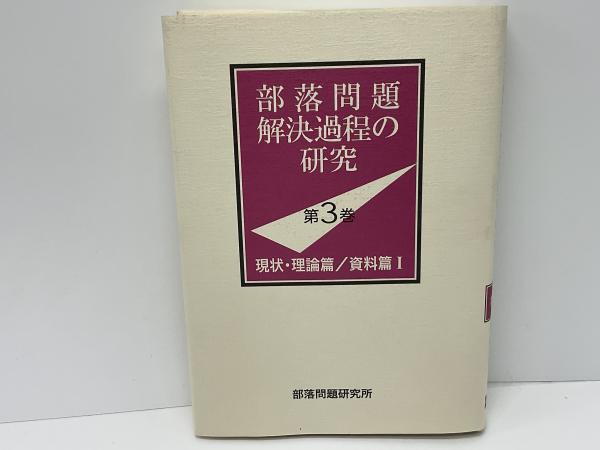 部落問題
解決過程の
研究
第3巻
現状・理論篇/資料篇Ⅰ
部落問題研究所